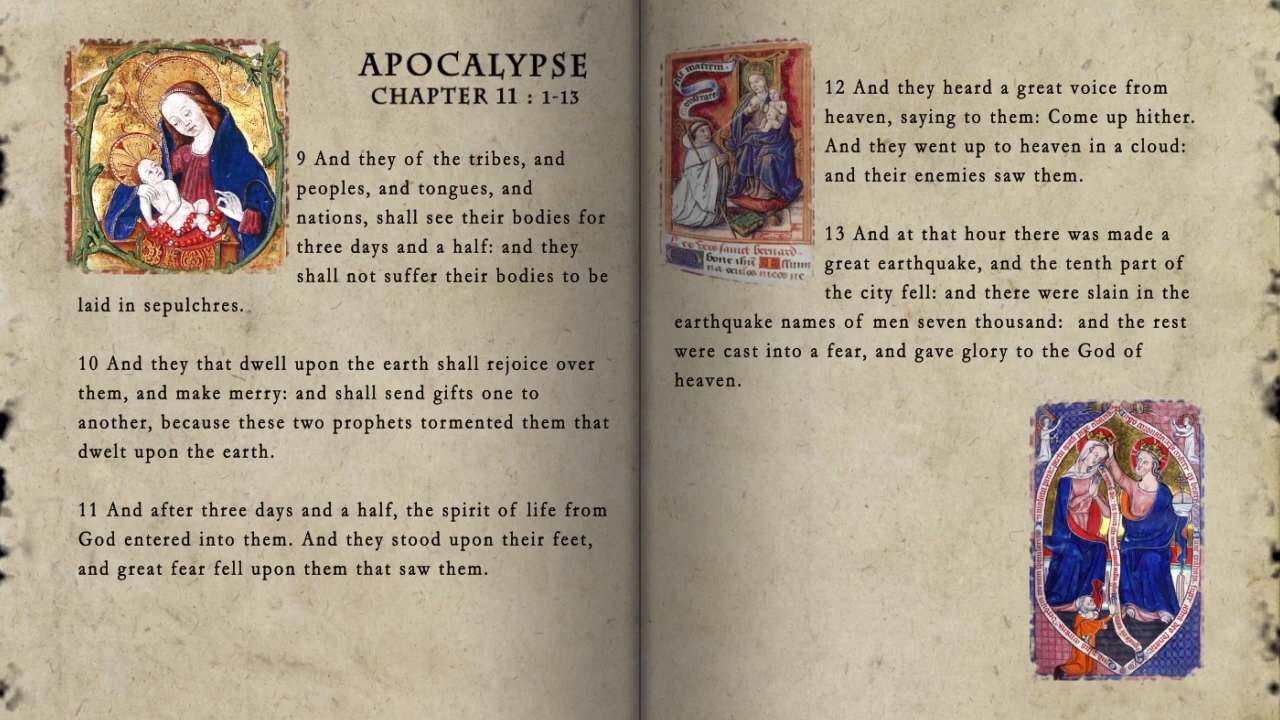 APOCALYPSE
CHAPTER 11 : 1-13
9 And they of the tribes, and
peoples, and tongues, and
nations, shall see their bodies for
three days and a half: and they
shall not suffer their bodies to be
laid in sepulchres.
10 And they that dwell upon the earth shall rejoice over
them, and make merry: and shall send gifts one to
another, because these two prophets tormented them that
dwelt upon the earth.
11 And after three days and a half, the spirit of life from
God entered into them. And they stood upon their feet,
and great fear fell upon them that saw them.
12 And they heard a great voice from
heaven, saying to them: Come up hither.
And they went up to heaven in a cloud:
and their enemies saw them.
13 And at that hour there was made a
great earthquake, and the tenth part of
the city fell: and there were slain in the
earthquake names of men seven thousand: and the rest
were cast into a fear, and gave glory to the God of
heaven.
matrem
sanct bernard
bone